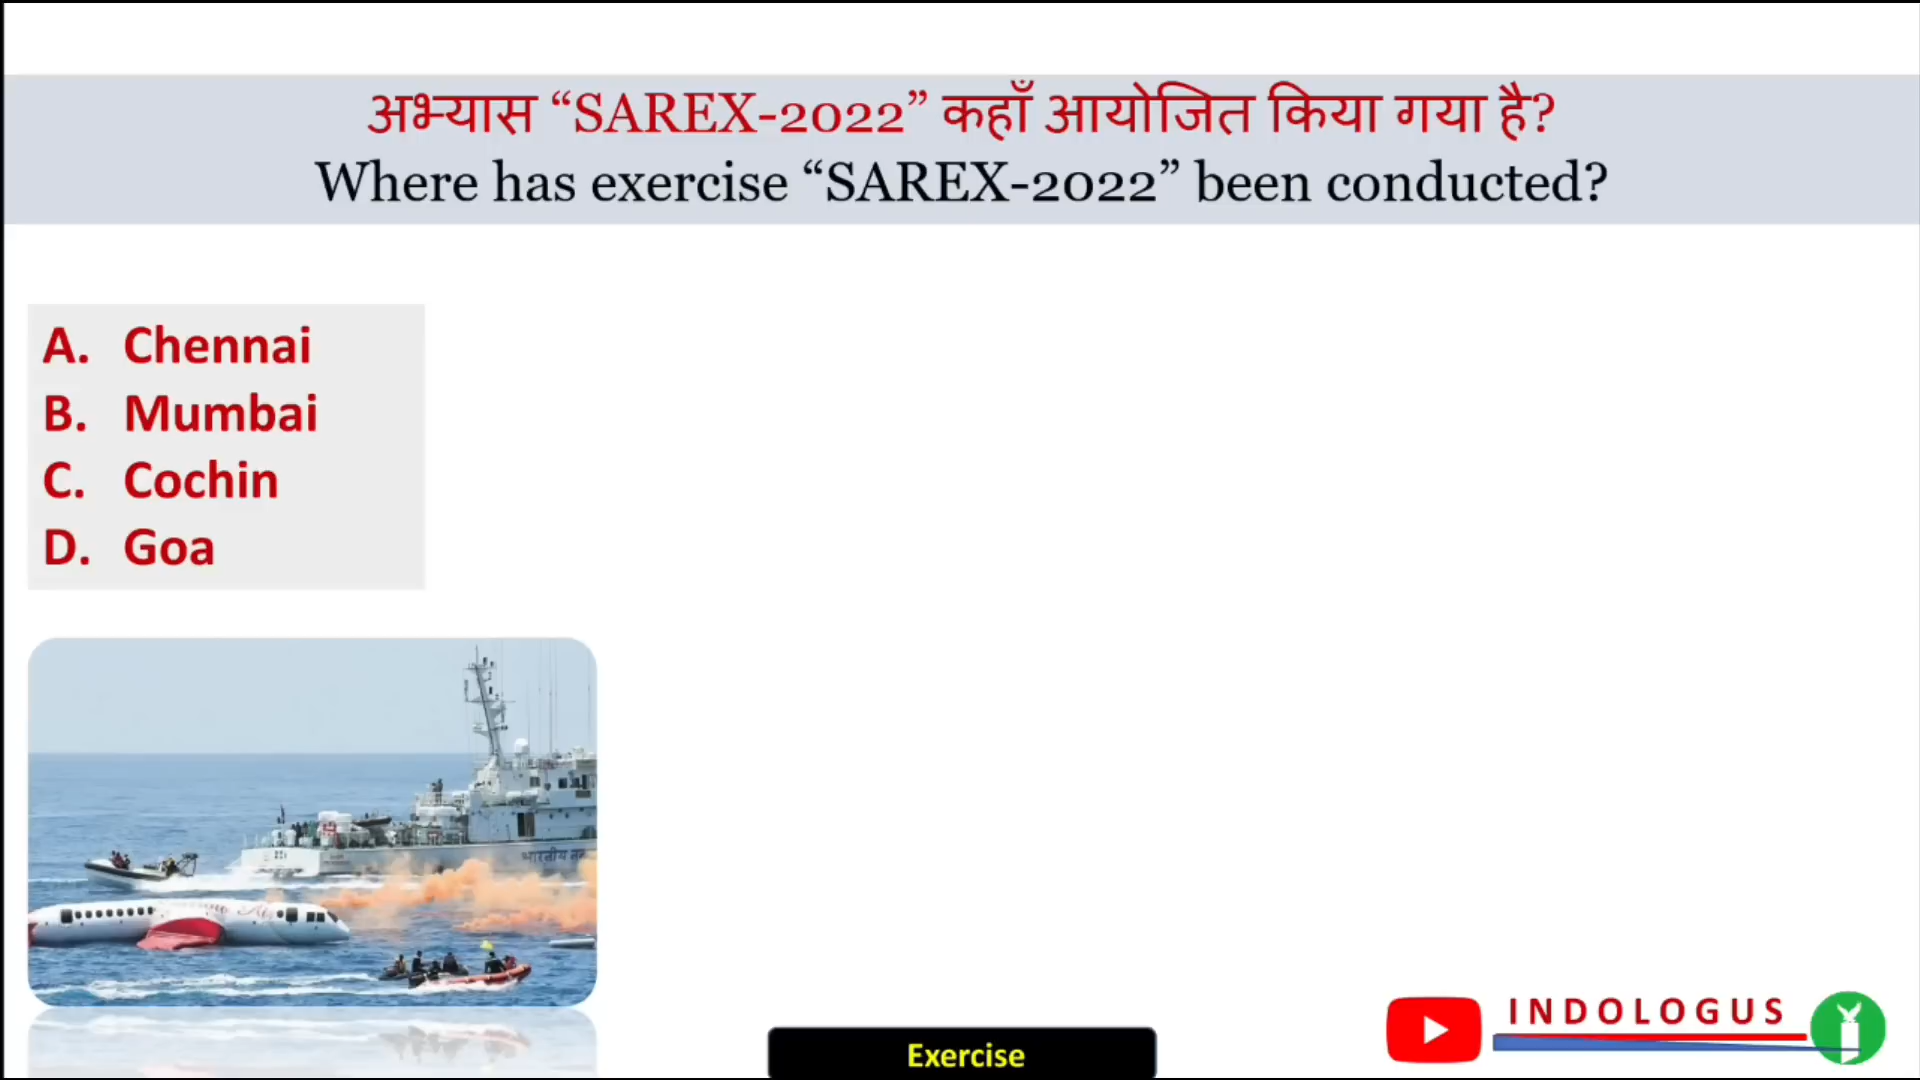 अभ्यास “SAREX-2022” कहाँ आयोजित किया गया है?
Where has exercise “SAREX-2022” been conducted?
A. Chennai
B. Mumbai
C. Cochin
D. Goa
भारतीय
Exercise
INDOLOGUS